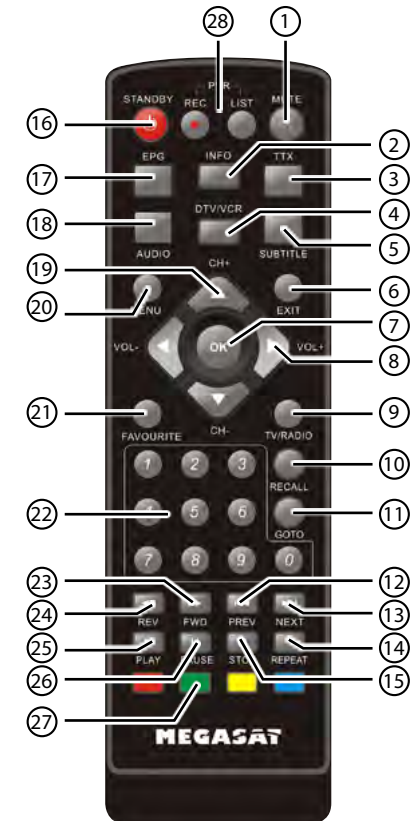 28 1
PVR
STANDBY REC LIST MUTE
16
EPG INFO TTX
2
17
3
DTV/VCR
18
4
5
AUDIO SUBTITLE
19 CH+
20 6
MENU EXIT
7
VOL- OK VOL+
8
21 9
FAVOURITE CH- TV/RADIO
1 2 3
10
RECALL
22 4 5 6
11
GOTO
7 8 9 0
23 12
24 13
REV FWD PREV NEXT
25 14
PLAY PAUSE STOP REPEAT
26 15
27
MEGASAT